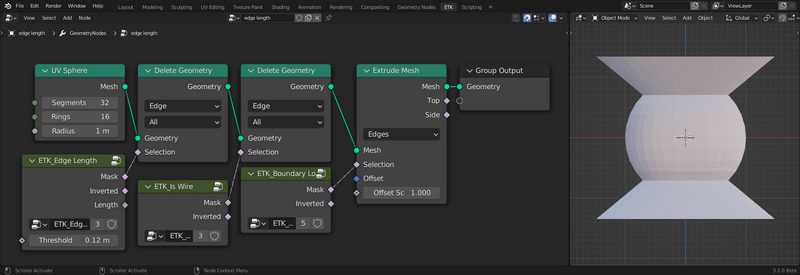 File Edit Render Window Help
Layout Modeling Sculpting UV Editing Texture Paint Shading Animation Rendering Compositing Geometry Nodes ETK Scripting
Scene
ViewLayer
View Select Add Node
edge length
Object Mode View Select Add Object
Global
edge length > GeometryNodes > edge length
UV Sphere
Mesh
Segments 32
Rings 16
Radius 1 m
Delete Geometry
Geometry
Edge
All
Geometry
Selection
Delete Geometry
Geometry
Edge
All
Geometry
Selection
Extrude Mesh
Mesh
Top
Side
Edges
Mesh
Selection
Offset
Offset Sc 1.000
Group Output
Geometry
ETK_Edge Length
Mask
Inverted
Length
ETK_Edg... 3
Threshold 0.12 m
ETK_Is Wire
Mask
Inverted
ETK_... 3
ETK_Boundary Lo
Mask
Inverted
ETK_... 5
Scroller Activate
Scroller Activate
Node Context Menu
3.2.0 Beta